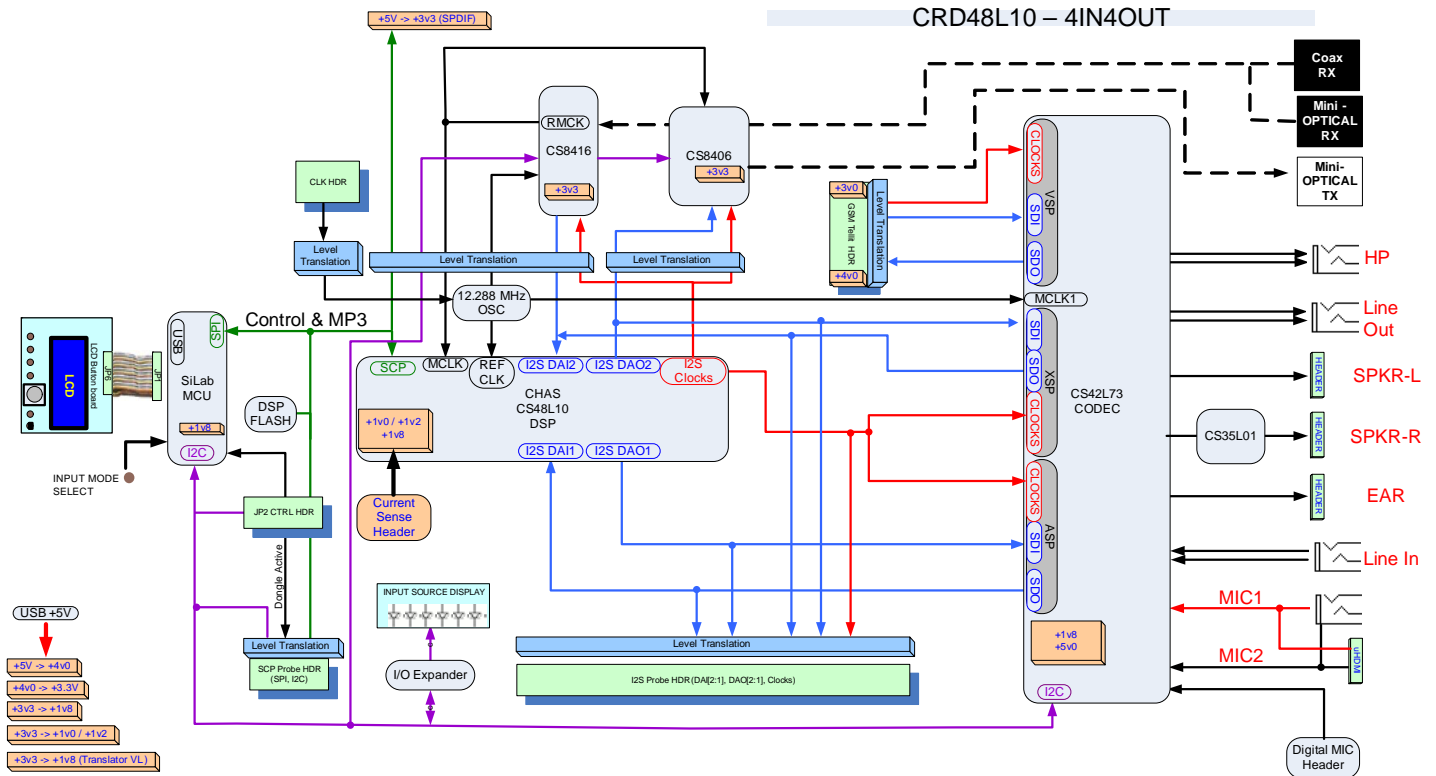 CRD48L10 – 4IN4OUT
+5V -> +3v3 (SPDIF)
Coax
RX
Mini -
OPTICAL
RX
Mini-
OPTICAL
TX
RMCK
CS8416
+3v3
CS8406
+3v3
CLK HDR
Level
Translation
Level Translation
Level Translation
+3v0
GSM Tellit HDR
+4v0
Level Translation
CLOCKS
SDI
SDO
VSP
MCLK1
SDI
SDO
CLOCKS
XSP
CS42L73
CODEC
CLOCKS
SDI
SDO
ASP
+1v8
+5v0
I2C
HP
Line
Out
HEADER
SPKR-L
CS35L01
HEADER
SPKR-R
HEADER
EAR
Line In
MIC1
MIC2
uHDMI
Digital MIC
Header
12.288 MHz
OSC
Control & MP3
LCD
LCD Button board
JP6
JP1
USB
SPI
SiLab
MCU
+1v8
I2C
INPUT MODE
SELECT
DSP
FLASH
SCP
MCLK
REF
CLK
I2S DAI2
I2S DAO2
I2S
Clocks
CHAS
CS48L10
DSP
+1v0 / +1v2
+1v8
I2S DAI1
I2S DAO1
Current
Sense
Header
JP2 CTRL HDR
Dongle Active
Level Translation
SCP Probe HDR
(SPI, I2C)
INPUT SOURCE DISPLAY
I/O Expander
Level Translation
I2S Probe HDR(DAI[2:1], DAO[2:1], Clocks)
USB +5V
+5V -> +4v0
+4v0 -> +3.3V
+3v3 -> +1v8
+3v3 -> +1v0 / +1v2
+3v3 -> +1v8 (Translator VL)